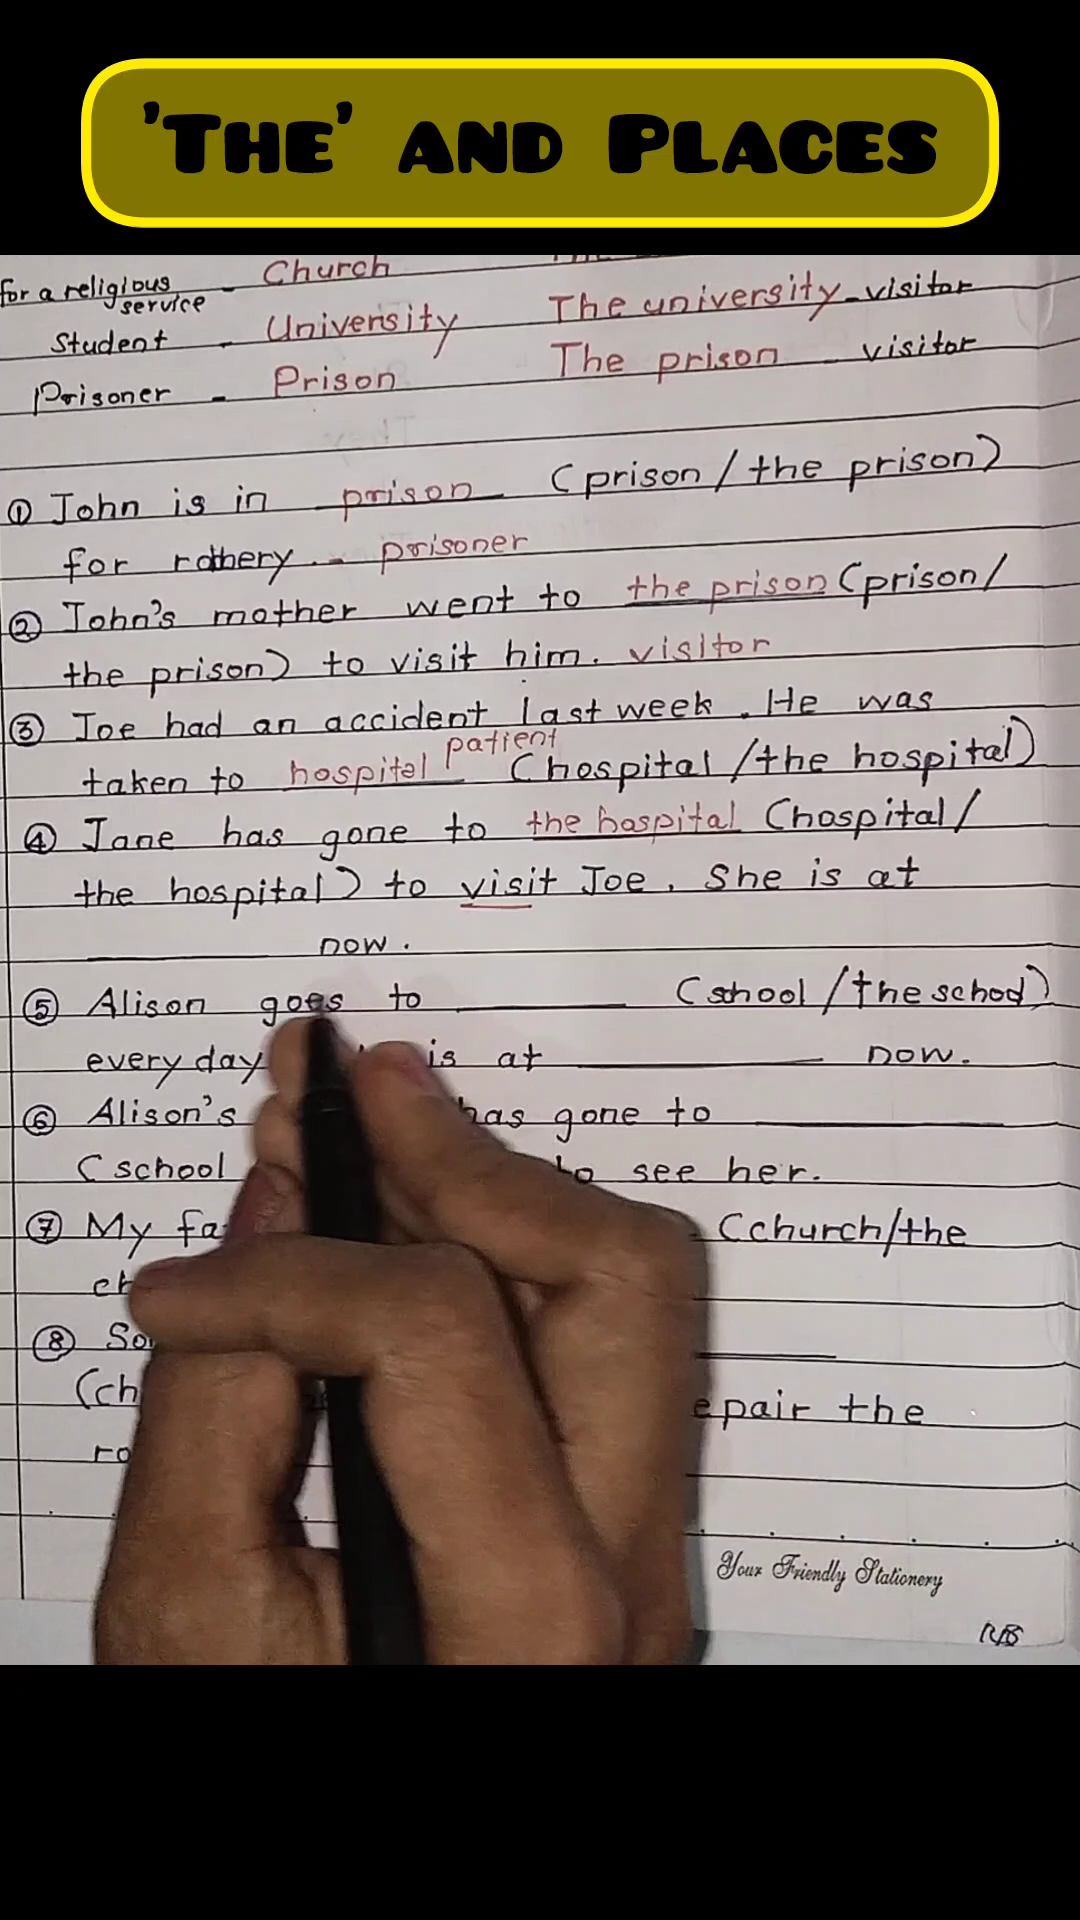 'THE' AND PLACES
for a religious service - Church
Student - University The university - visitor
Prisoner - Prison The prison - visitor
① John is in prison (prison / the prison)
for robbery. - prisoner
② John's mother went to the prison (prison /
the prison) to visit him. visitor
③ Joe had an accident last week. He was
patient
taken to hospital (hospital / the hospital)
④ Jane has gone to the hospital (hospital /
the hospital) to visit Joe. She is at
now.
⑤ Alison goes to (school / the school)
every day is at now.
⑥ Alison's has gone to
(school to see her.
⑦ My (church/the
⑧
the
Your Friendly Stationery